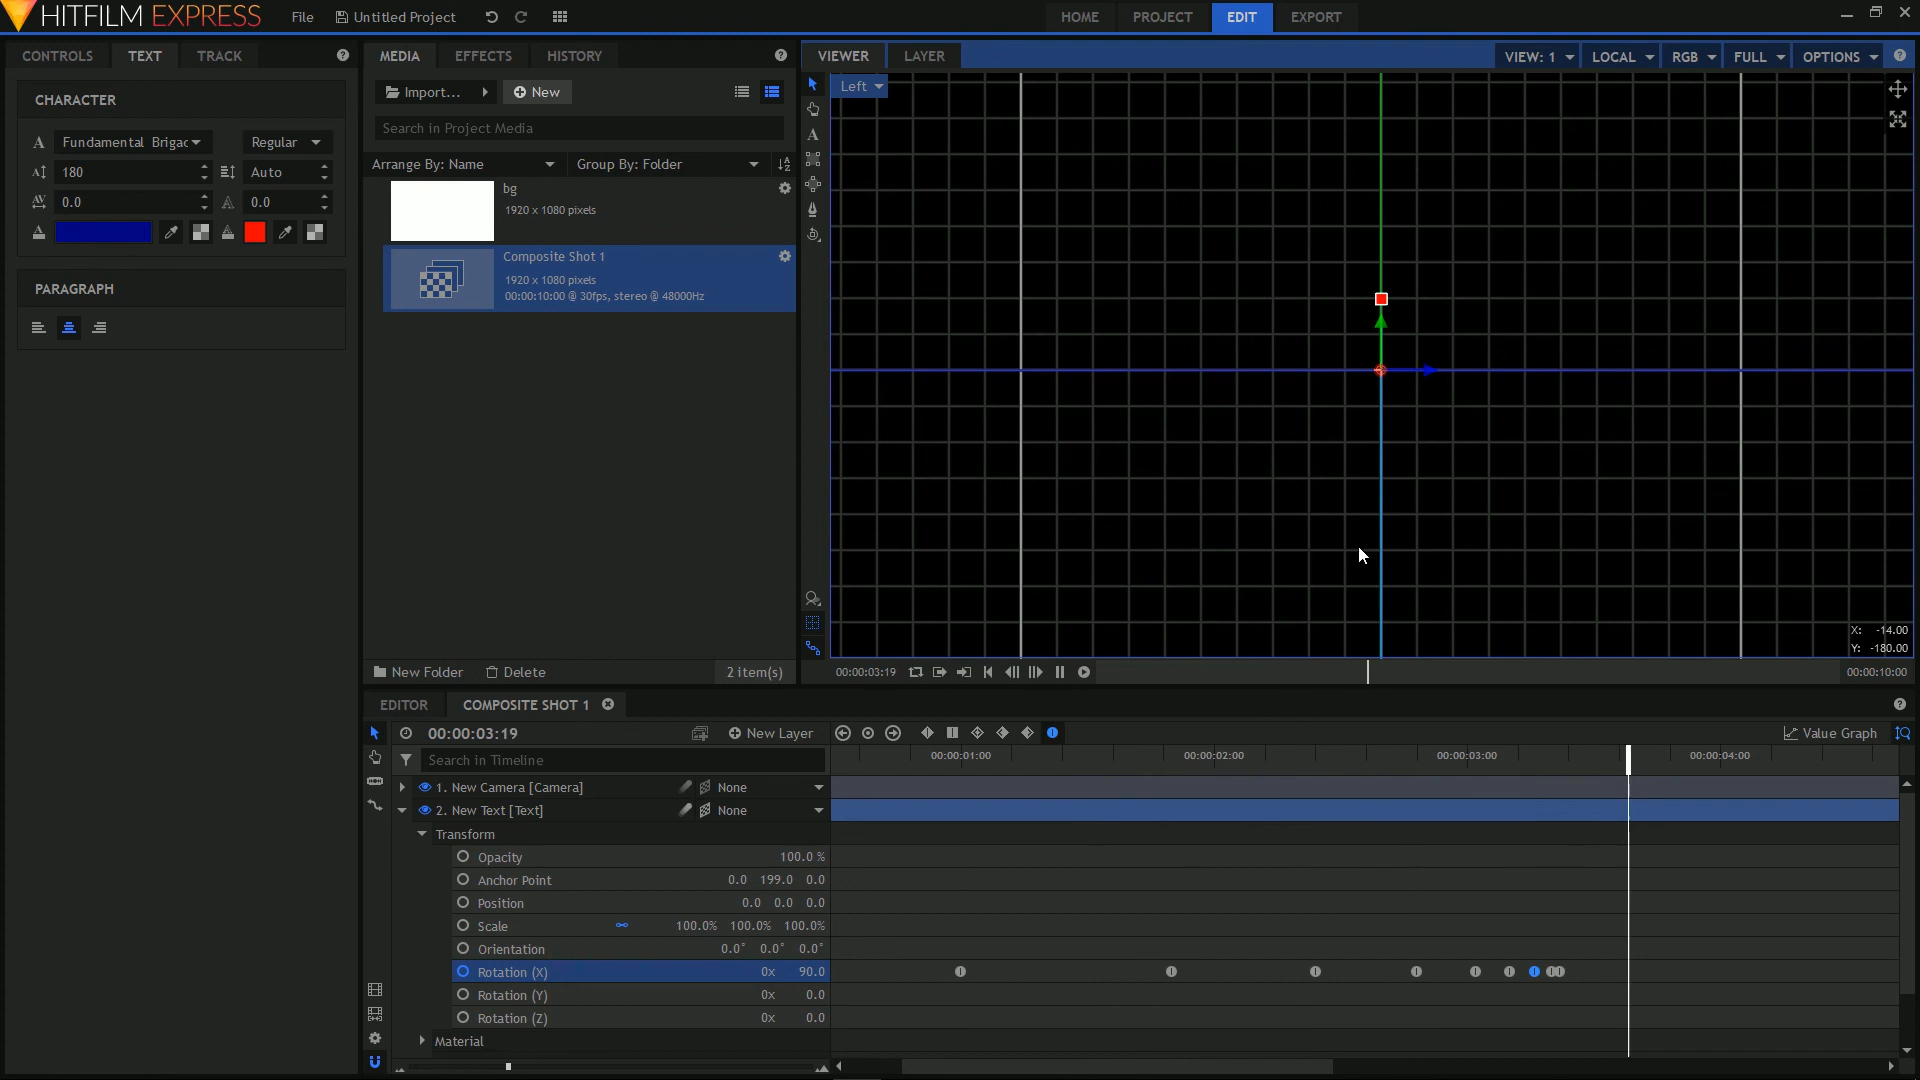 HITFILM EXPRESS File Untitled Project HOME PROJECT EDIT EXPORT
CONTROLS TEXT TRACK
CHARACTER
A Fundamental Brigac Regular
180 Auto
0.0 0.0
PARAGRAPH
MEDIA EFFECTS HISTORY
Import... New
Search in Project Media
Arrange By: Name Group By: Folder
bg
1920 x 1080 pixels
Composite Shot 1
1920 x 1080 pixels
00:00:10:00 @ 30fps, stereo @ 48000Hz
New Folder Delete 2 item(s)
VIEWER LAYER VIEW: 1 LOCAL RGB FULL OPTIONS
Left
X: -14.00
Y: -180.00
00:00:03:19 00:00:10:00
EDITOR COMPOSITE SHOT 1
00:00:03:19 New Layer Value Graph
Search in Timeline
00:00:01:00 00:00:02:00 00:00:03:00 00:00:04:00
1. New Camera [Camera] None
2. New Text [Text] None
Transform
Opacity 100.0 %
Anchor Point 0.0 199.0 0.0
Position 0.0 0.0 0.0
Scale 100.0% 100.0% 100.0%
Orientation 0.0° 0.0° 0.0°
Rotation (X) 0x 90.0
Rotation (Y) 0x 0.0
Rotation (Z) 0x 0.0
Material